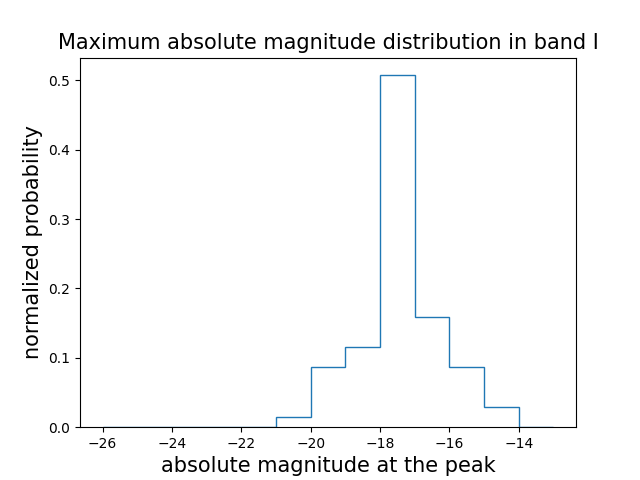 Maximum absolute magnitude distribution in band I
0.5
0.4
0.3
0.2
0.1
0.0
normalized probability
−26 −24 −22 −20 −18 −16 −14
absolute magnitude at the peak